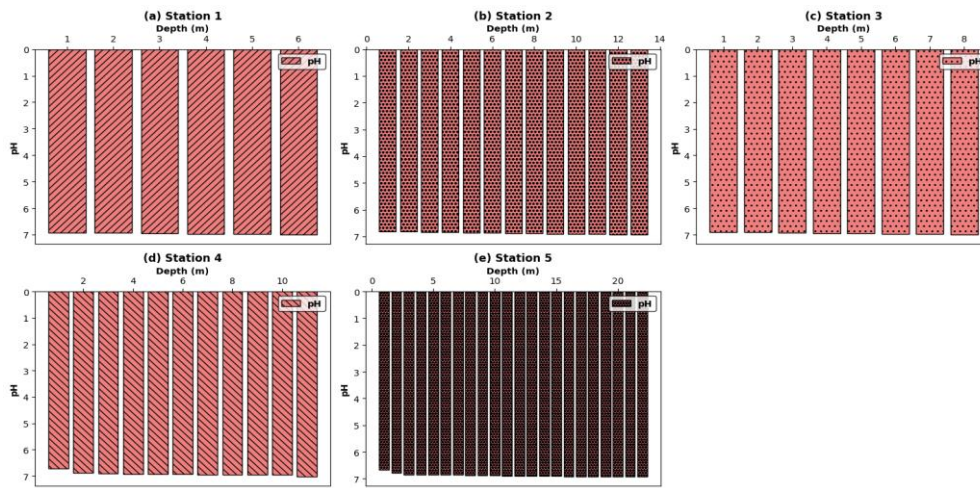 (a) Station 1
Depth (m)
1 2 3 4 5 6
0
1
2
3
4
5
6
7
pH
pH
(b) Station 2
Depth (m)
0 2 4 6 8 10 12 14
0
1
2
3
4
5
6
7
pH
pH
(c) Station 3
Depth (m)
1 2 3 4 5 6 7 8
0
1
2
3
4
5
6
7
pH
pH
(d) Station 4
Depth (m)
2 4 6 8 10
0
1
2
3
4
5
6
7
pH
pH
(e) Station 5
Depth (m)
0 5 10 15 20
0
1
2
3
4
5
6
7
pH
pH